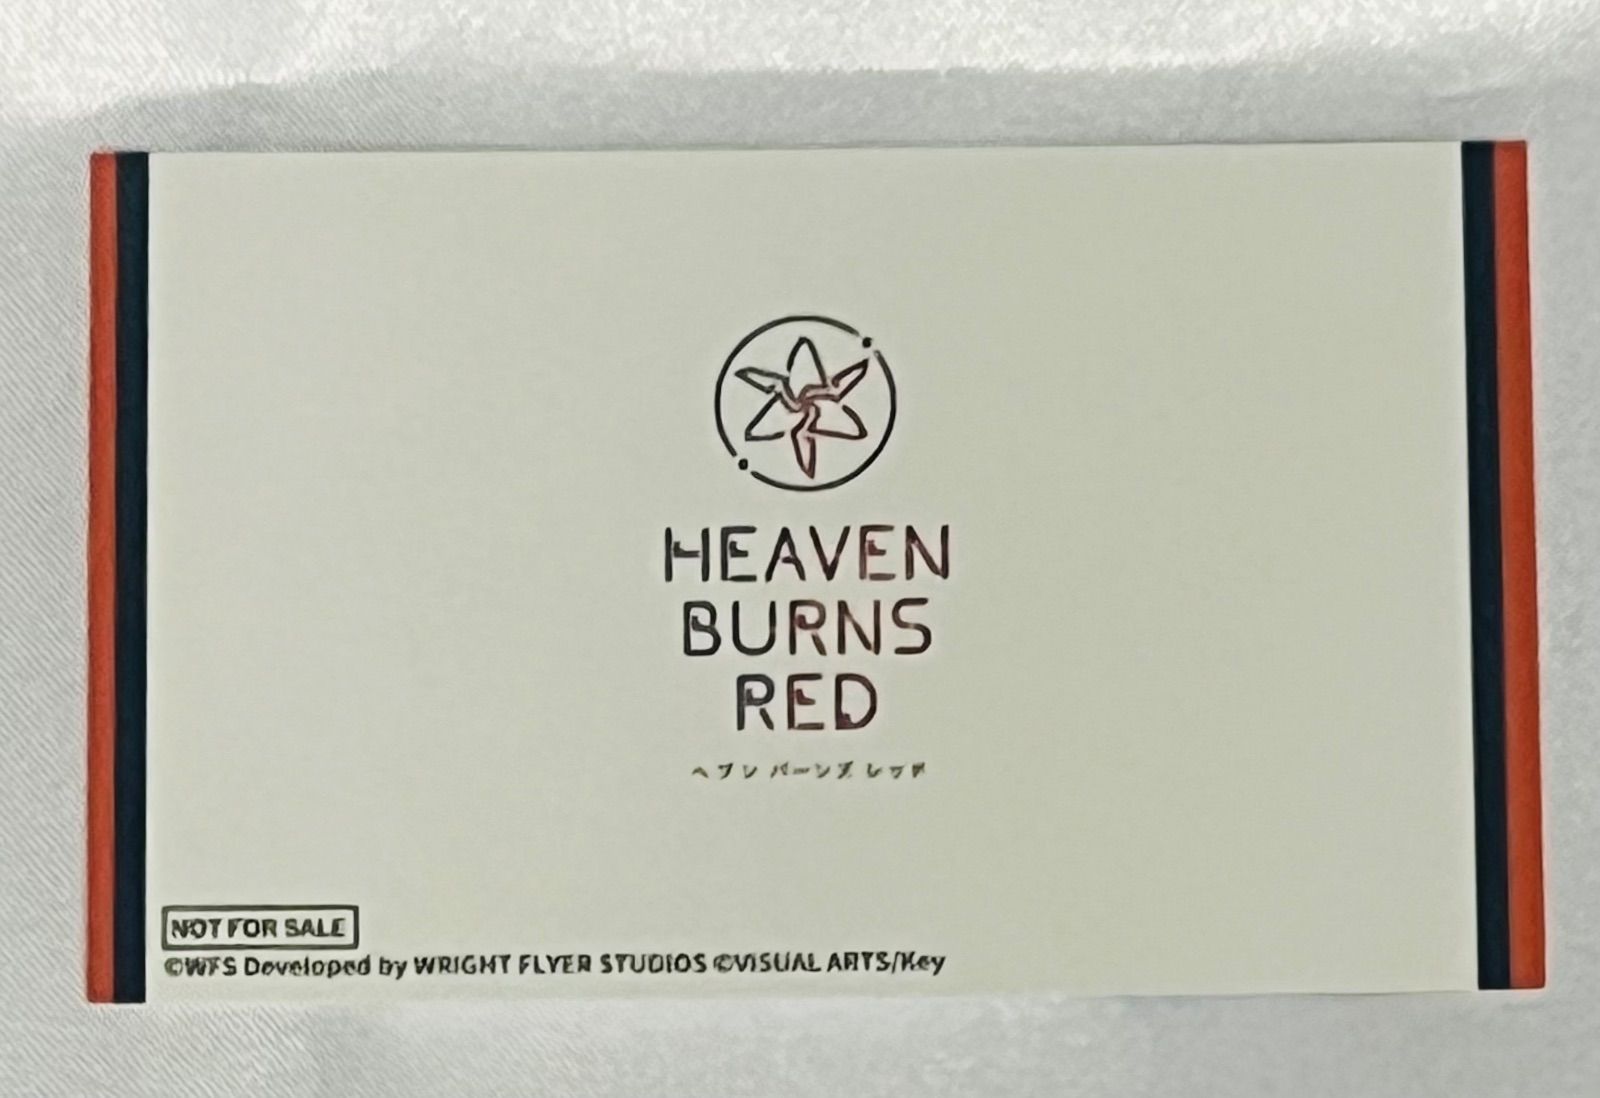 HEAVEN
BURNS
RED
ヘブン バーンズ レッド
NOT FOR SALE
©WFS Developed by WRIGHT FLYER STUDIOS ©VISUAL ARTS/Key